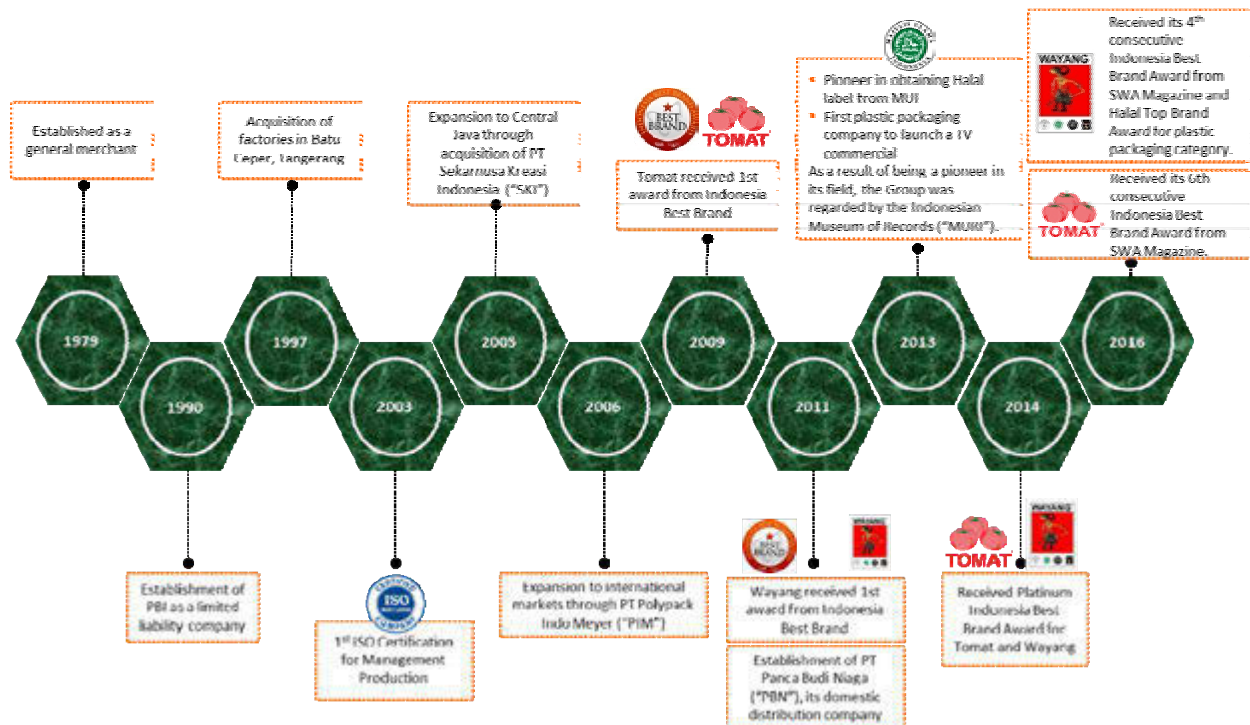 Established as a
general merchant
Acquisition of
factories in Batu
Ceper, Tangerang
Expansion to Central
Java through
acquisition of PT
Sekarnusa Kreasi
Indonesia ("SKI")
BEST
BRAND
TOMAT
Tomat received 1st
award from Indonesia
Best Brand
• Pioneer in obtaining Halal
label from MUI
• First plastic packaging
company to launch a TV
commercial
As a result of being a pioneer in
its field, the Group was
regarded by the Indonesian
Museum of Records ("MURI").
WAYANG
Received its 4th
consecutive
Indonesia Best
Brand Award from
SWA Magazine and
Halal Top Brand
Award for plastic
packaging category.
TOMAT
Received its 6th
consecutive
Indonesia Best
Brand Award from
SWA Magazine.
1979
1990
1997
2003
2005
2006
2009
2011
2013
2014
2016
Establishment of
PBI as a limited
liability company
CERTIFIED
ISO
COMPANY
1st ISO Certification
for Management
Production
Expansion to international
markets through PT Polypack
Indo Meyer ("PIM")
BEST
BRAND
WAYANG
Wayang received 1st
award from Indonesia
Best Brand
Establishment of PT
Panca Budi Niaga
("PBN"), its domestic
distribution company
TOMAT
WAYANG
Received Platinum
Indonesia Best
Brand Award for
Tomat and Wayang